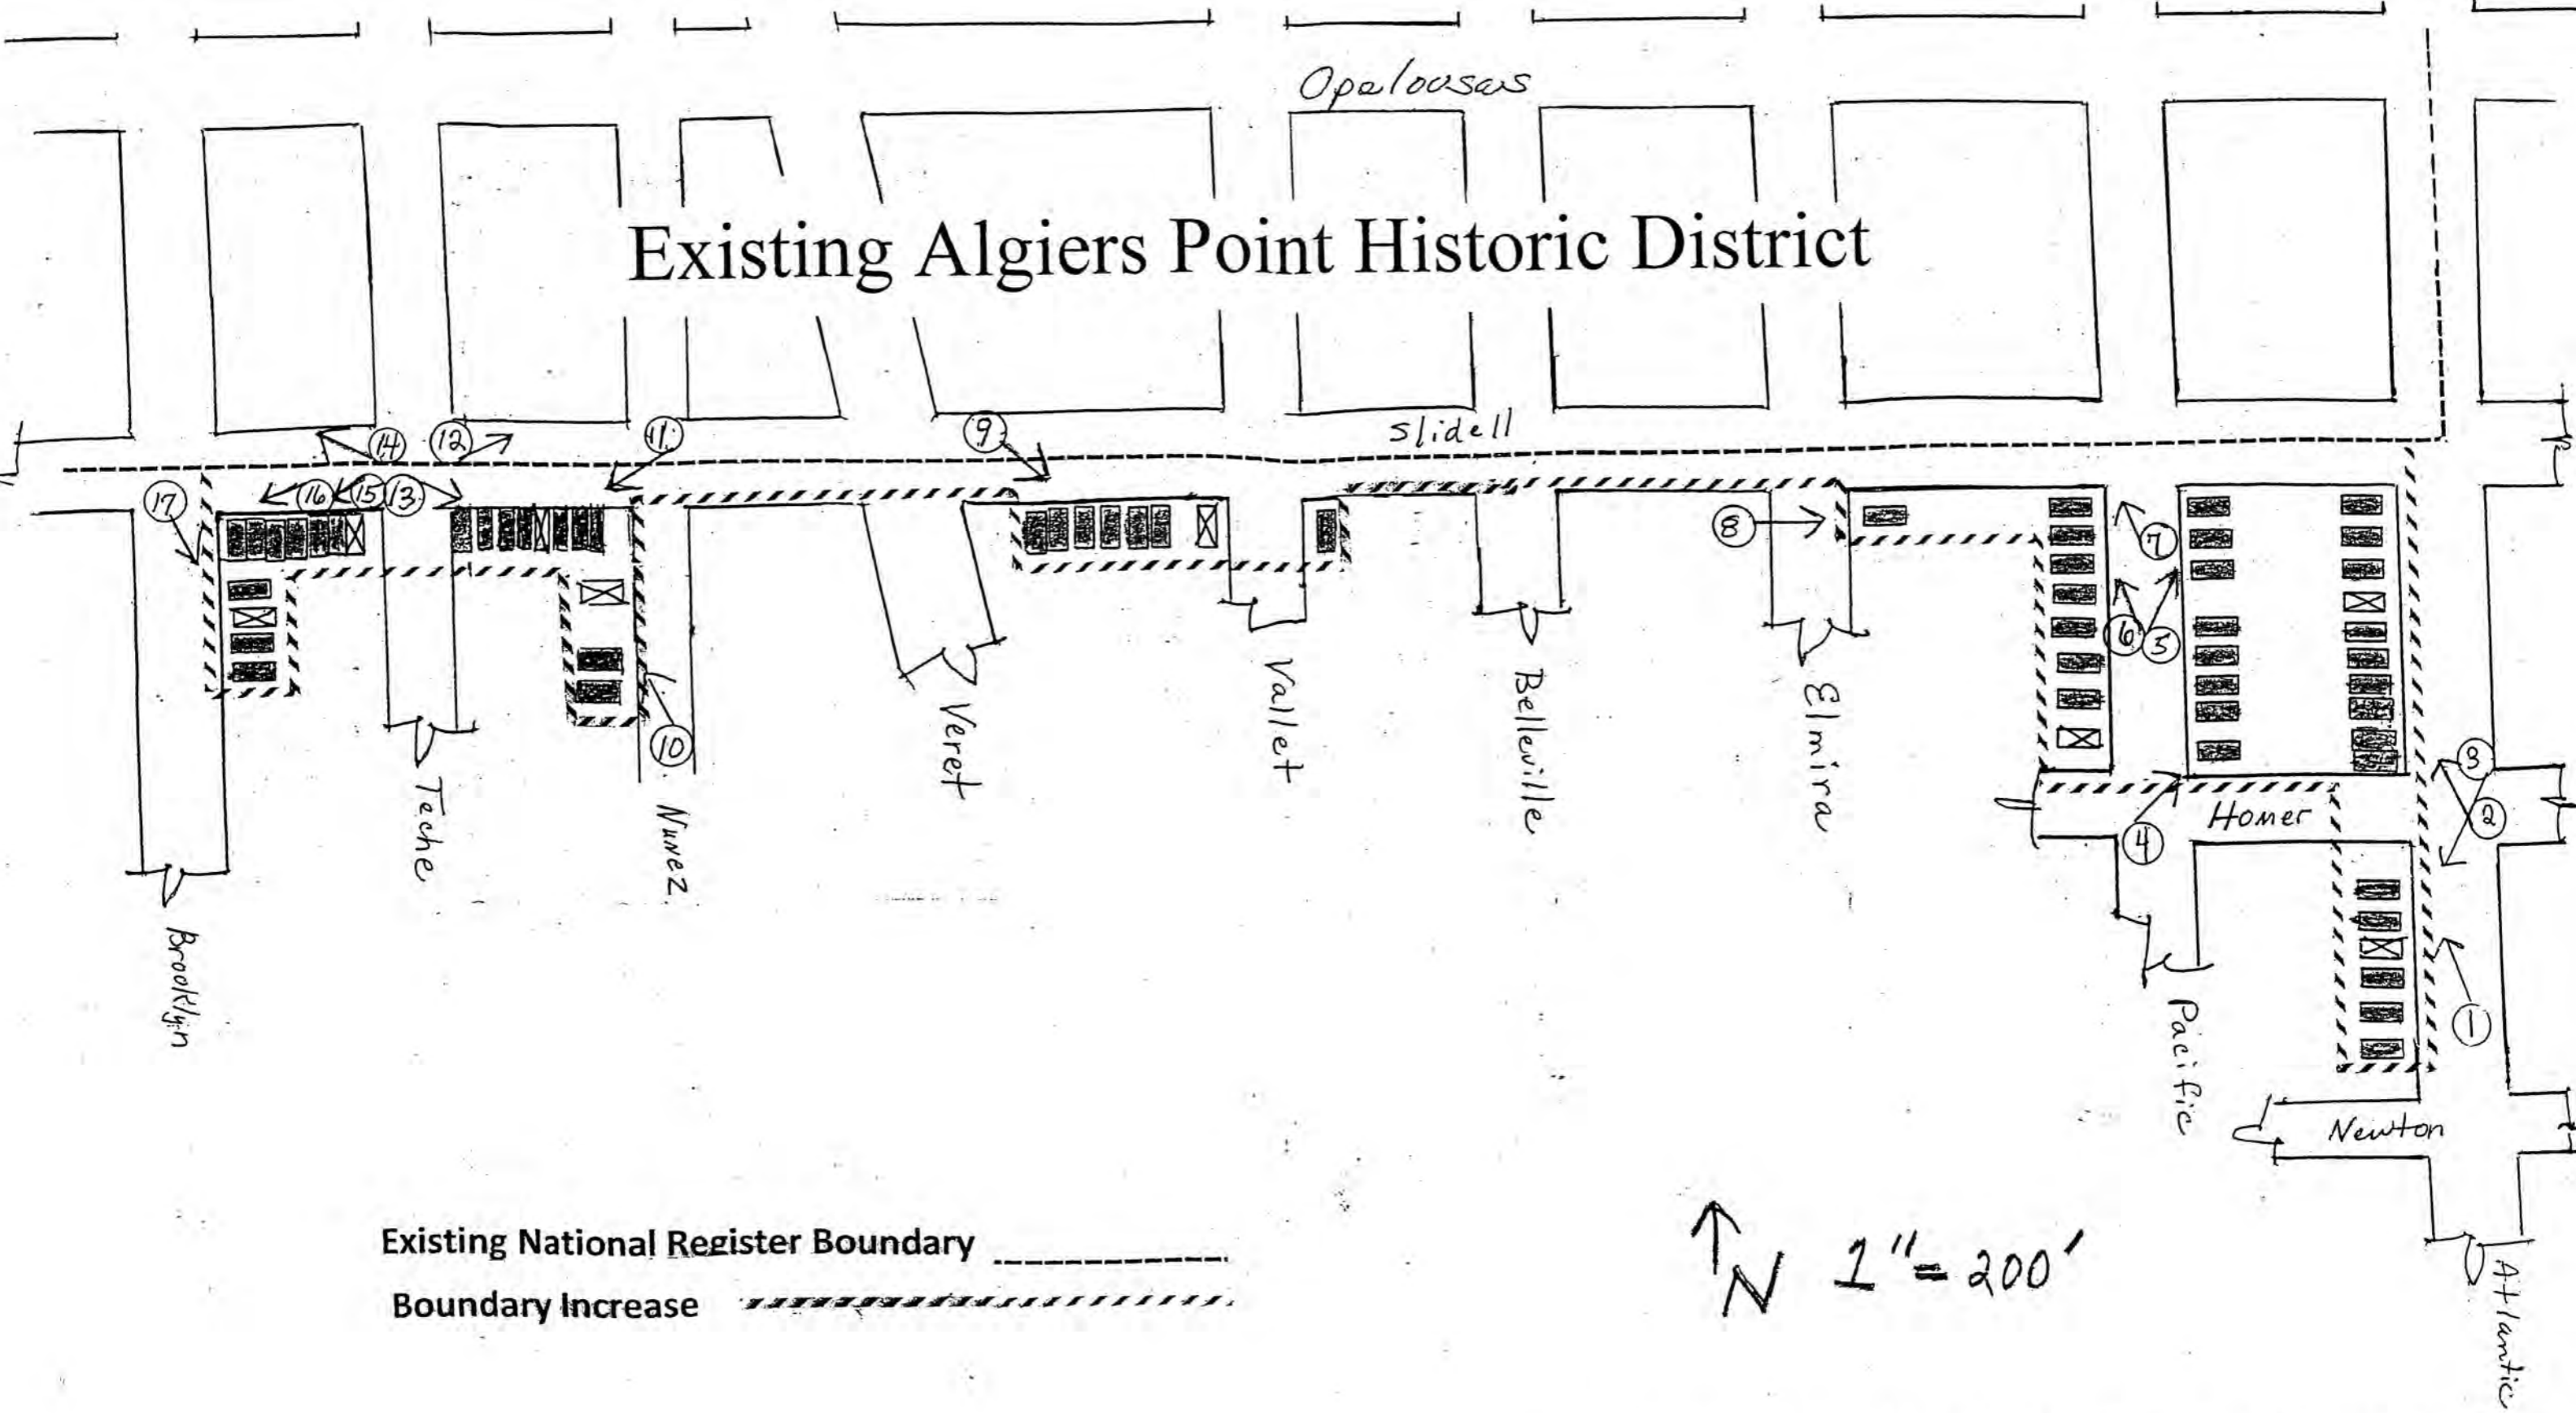 Opelousas
Existing Algiers Point Historic District
Slidell
14
12
11
9
17
16
15
13
8
7
6
5
10
3
2
4
1
Homer
Brooklyn
Teche
Nunez
Veret
Vallet
Belleville
Elmira
Pacific
Newton
Atlantic
Existing National Register Boundary
Boundary Increase
N 1"=200'